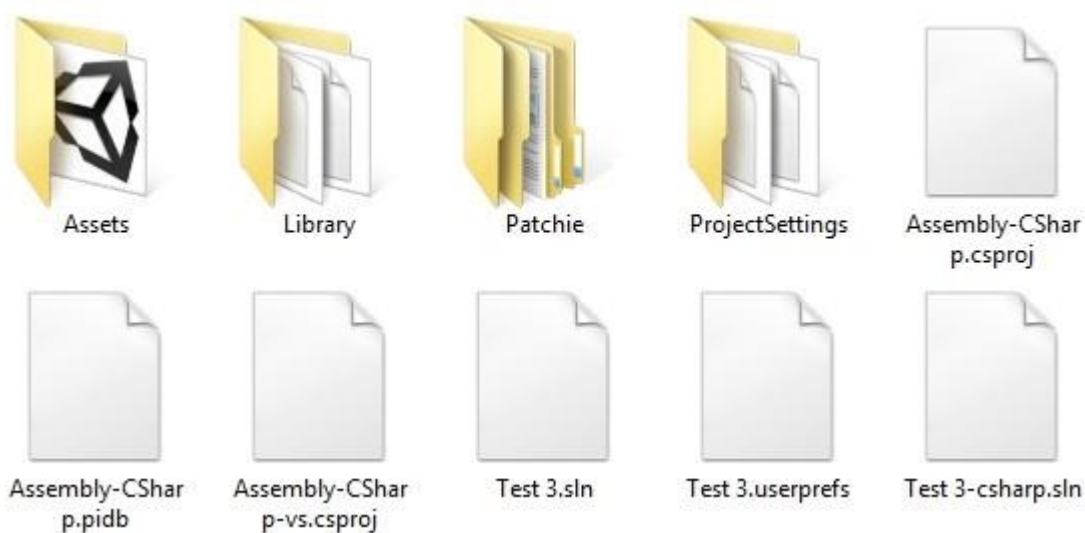 Assets
Library
Patchie
ProjectSettings
Assembly-CShar
p.csproj
Assembly-CShar
p.pidb
Assembly-CShar
p-vs.csproj
Test 3.sln
Test 3.userprefs
Test 3-csharp.sln